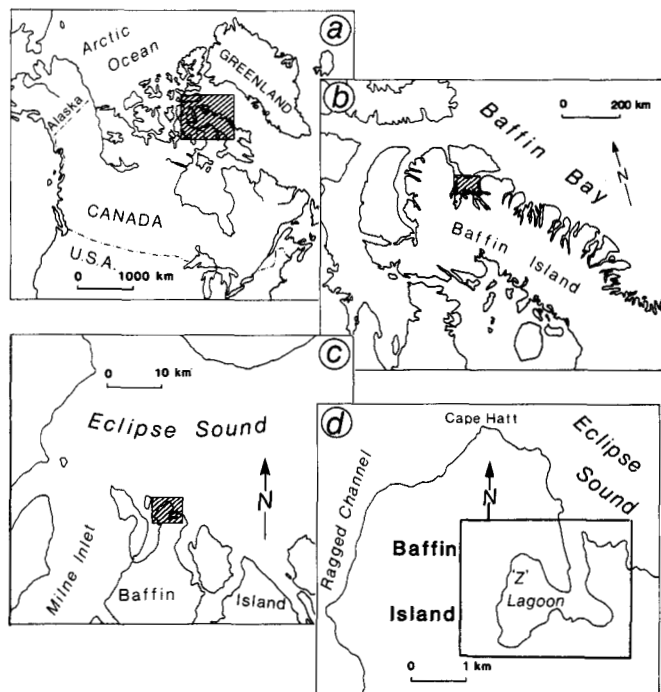 a
Arctic
Ocean
GREENLAND
Alaska
CANADA
U.S.A.
0 1000 km
b
0 200 km
Baffin Bay
N
Baffin Island
c
0 10 km
Eclipse Sound
N
Milne Inlet
Baffin
Island
d
Cape Hatt
Eclipse
Sound
Ragged Channel
N
Baffin
'Z'
Lagoon
Island
0 1 km